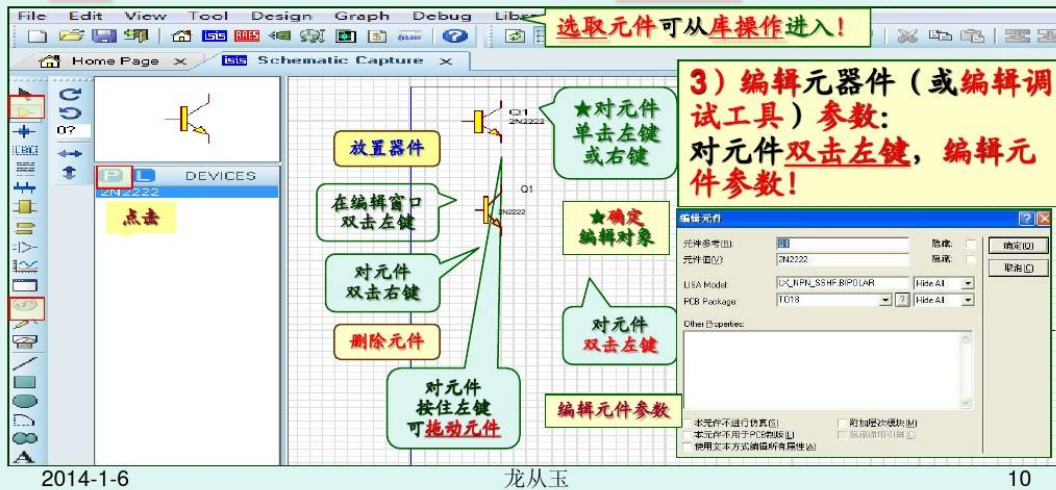 File Edit View Tool Design Graph Debug
选取元件可从库操作进入！
Home Page × Schematic Capture ×
3）编辑元器件（或编辑调
试工具）参数:
对元件双击左键，编辑元
件参数！
0?
P L DEVICES
2N2222
点击
放置器件
在编辑窗口
双击左键
对元件
双击右键
删除元件
对元件
按住左键
可拖动元件
Q1
2N2222
Q1
2N2222
★对元件
单击左键
或右键
★确定
编辑对象
对元件
双击左键
编辑元件参数
编辑元件
元件参考(R): Q1 隐藏: 确定(O)
元件值(V): 2N2222 隐藏: 取消(C)
LISA Model: Hide All
PCB Package: TO18 ? Hide All
Other Properties:
本元件不进行仿真(S) 附加层次模块(M)
本元件不用于PCB制版(L)
使用文本方式编辑所有属性(A)
2014-1-6 龙从玉 10